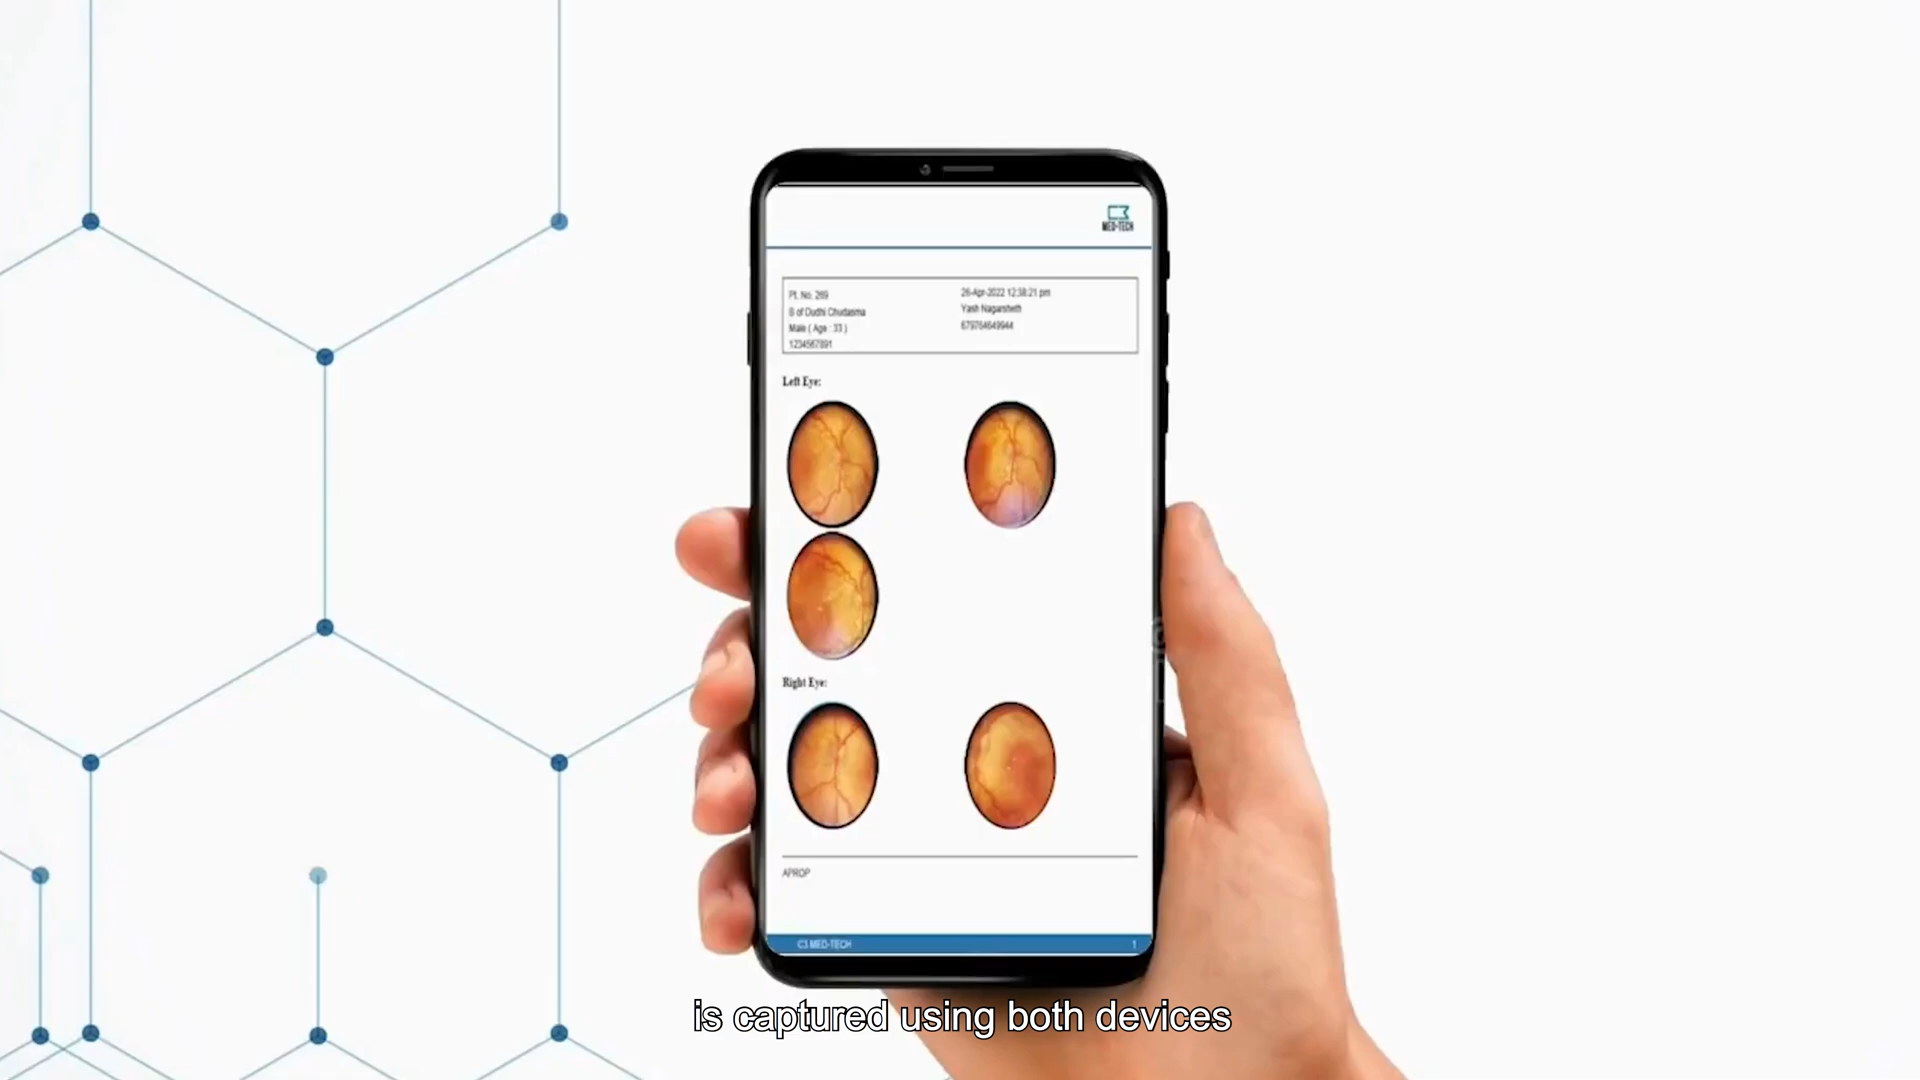 MED-TECH
Pt. No. 269
B of Dudhi Chudasma
Male ( Age : 33 )
1234567891
26-Apr-2022 12:38:21 pm
Yash Nagarsheth
679764649944
Left Eye:
Right Eye:
APROP
C3 MED-TECH 1
is captured using both devices